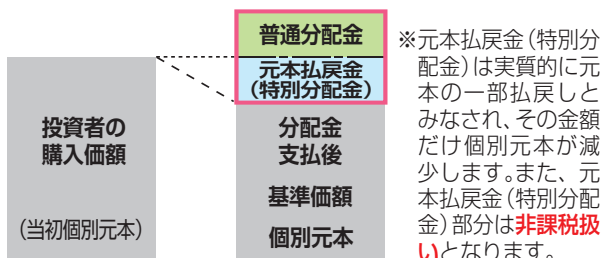 普通分配金
元本払戻金
(特別分配金)
投資者の
購入価額
(当初個別元本)
分配金
支払後
基準価額
個別元本
※元本払戻金(特別分
配金)は実質的に元
本の一部払戻しと
みなされ、その金額
だけ個別元本が減
少します。また、元
本払戻金(特別分配
金)部分は非課税扱
いとなります。